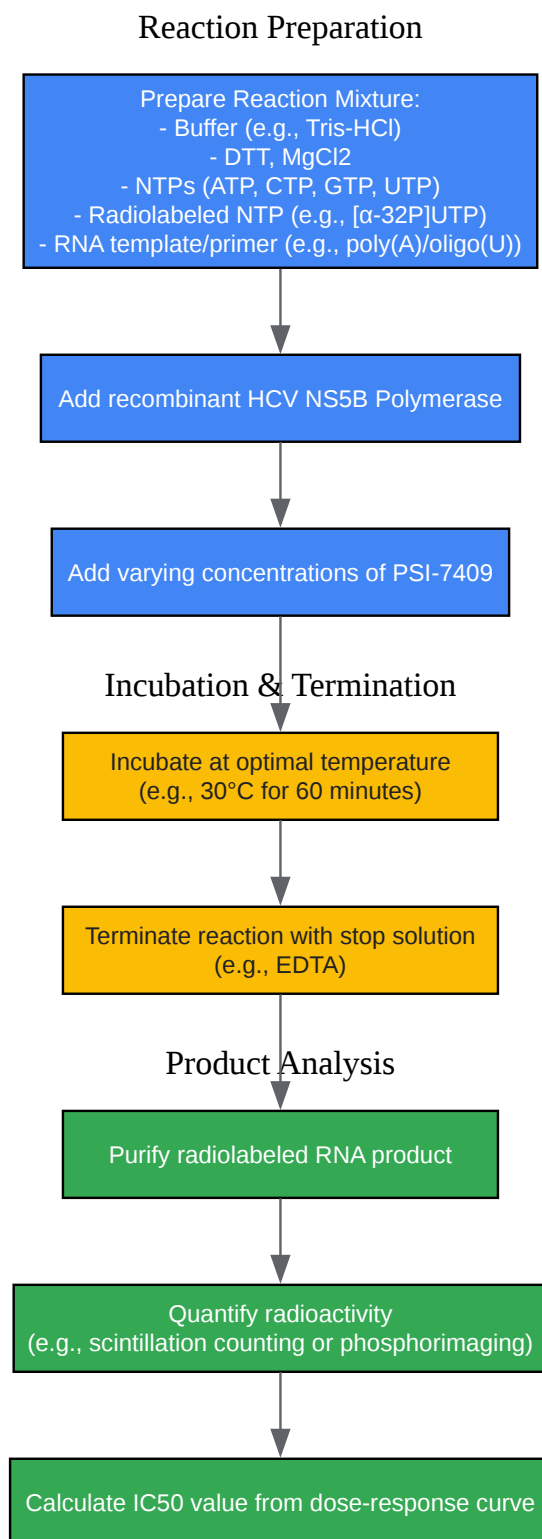 Reaction Preparation
Prepare Reaction Mixture:
- Buffer (e.g., Tris-HCl)
- DTT, MgCl2
- NTPs (ATP, CTP, GTP, UTP)
- Radiolabeled NTP (e.g., [α-32P]UTP)
- RNA template/primer (e.g., poly(A)/oligo(U))
Add recombinant HCV NS5B Polymerase
Add varying concentrations of PSI-7409
Incubation & Termination
Incubate at optimal temperature
(e.g., 30°C for 60 minutes)
Terminate reaction with stop solution
(e.g., EDTA)
Product Analysis
Purify radiolabeled RNA product
Quantify radioactivity
(e.g., scintillation counting or phosphorimaging)
Calculate IC50 value from dose-response curve